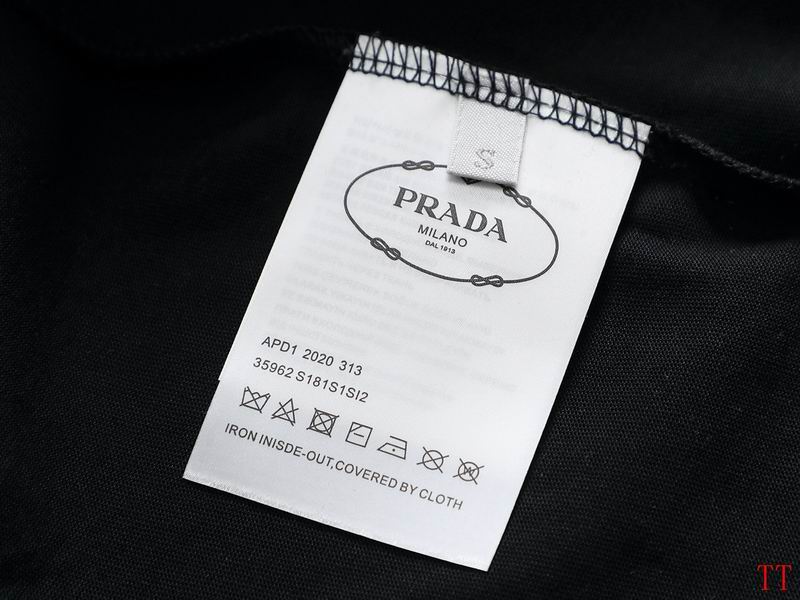 S
PRADA
MILANO
DAL 1913
APD1 2020 313
35962 S181S1SI2
IRON INISDE-OUT,COVERED BY CLOTH
TT